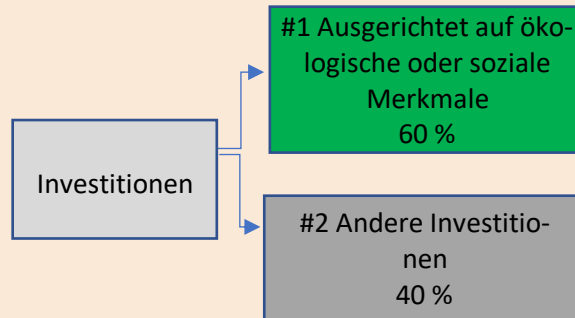 #1 Ausgerichtet auf öko-
logische oder soziale
Merkmale
60 %
Investitionen
#2 Andere Investitio-
nen
40 %